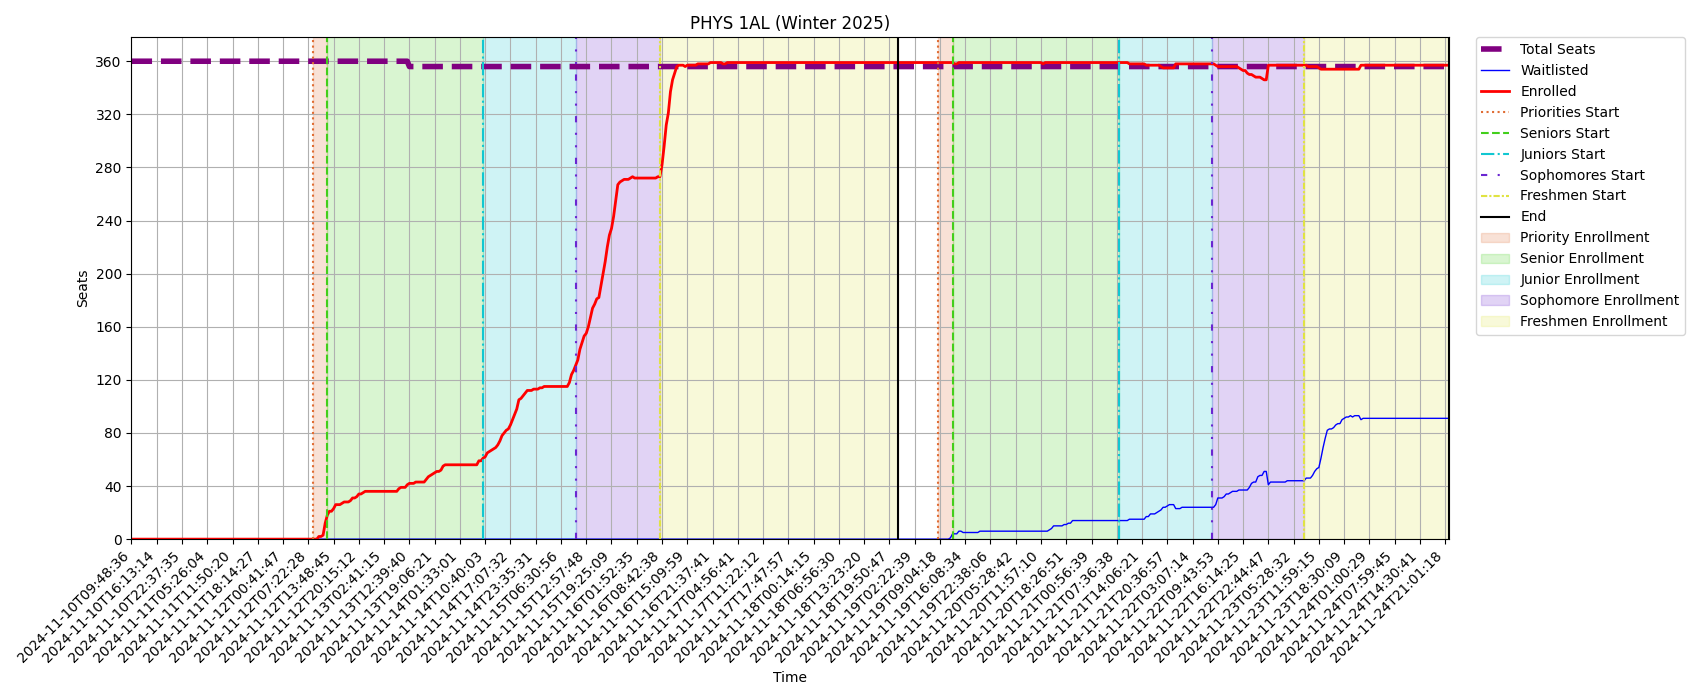 PHYS 1AL (Winter 2025)
Seats
360
320
280
240
200
160
120
80
40
0
2024-11-10T09:48:36
2024-11-10T16:13:14
2024-11-10T22:37:35
2024-11-11T05:26:04
2024-11-11T11:50:20
2024-11-11T18:14:27
2024-11-12T00:41:47
2024-11-12T07:22:28
2024-11-12T13:48:45
2024-11-12T20:15:12
2024-11-13T02:41:15
2024-11-13T12:39:40
2024-11-13T19:06:21
2024-11-14T01:33:01
2024-11-14T10:40:03
2024-11-14T17:07:32
2024-11-14T23:35:31
2024-11-15T06:30:56
2024-11-15T12:57:48
2024-11-15T19:25:09
2024-11-16T01:52:35
2024-11-16T08:42:38
2024-11-16T15:09:59
2024-11-16T21:37:41
2024-11-17T04:56:41
2024-11-17T11:22:12
2024-11-17T17:47:57
2024-11-18T00:14:15
2024-11-18T06:56:30
2024-11-18T13:23:20
2024-11-18T19:50:47
2024-11-19T02:22:39
2024-11-19T09:04:18
2024-11-19T16:08:34
2024-11-19T22:38:06
2024-11-20T05:28:42
2024-11-20T11:57:10
2024-11-20T18:26:51
2024-11-21T00:56:39
2024-11-21T07:36:38
2024-11-21T14:06:21
2024-11-21T20:36:57
2024-11-22T03:07:14
2024-11-22T09:43:53
2024-11-22T16:14:25
2024-11-22T22:44:47
2024-11-23T05:28:32
2024-11-23T11:59:15
2024-11-23T18:30:09
2024-11-24T01:00:29
2024-11-24T07:59:45
2024-11-24T14:30:41
2024-11-24T21:01:18
Time
Total Seats
Waitlisted
Enrolled
Priorities Start
Seniors Start
Juniors Start
Sophomores Start
Freshmen Start
End
Priority Enrollment
Senior Enrollment
Junior Enrollment
Sophomore Enrollment
Freshmen Enrollment